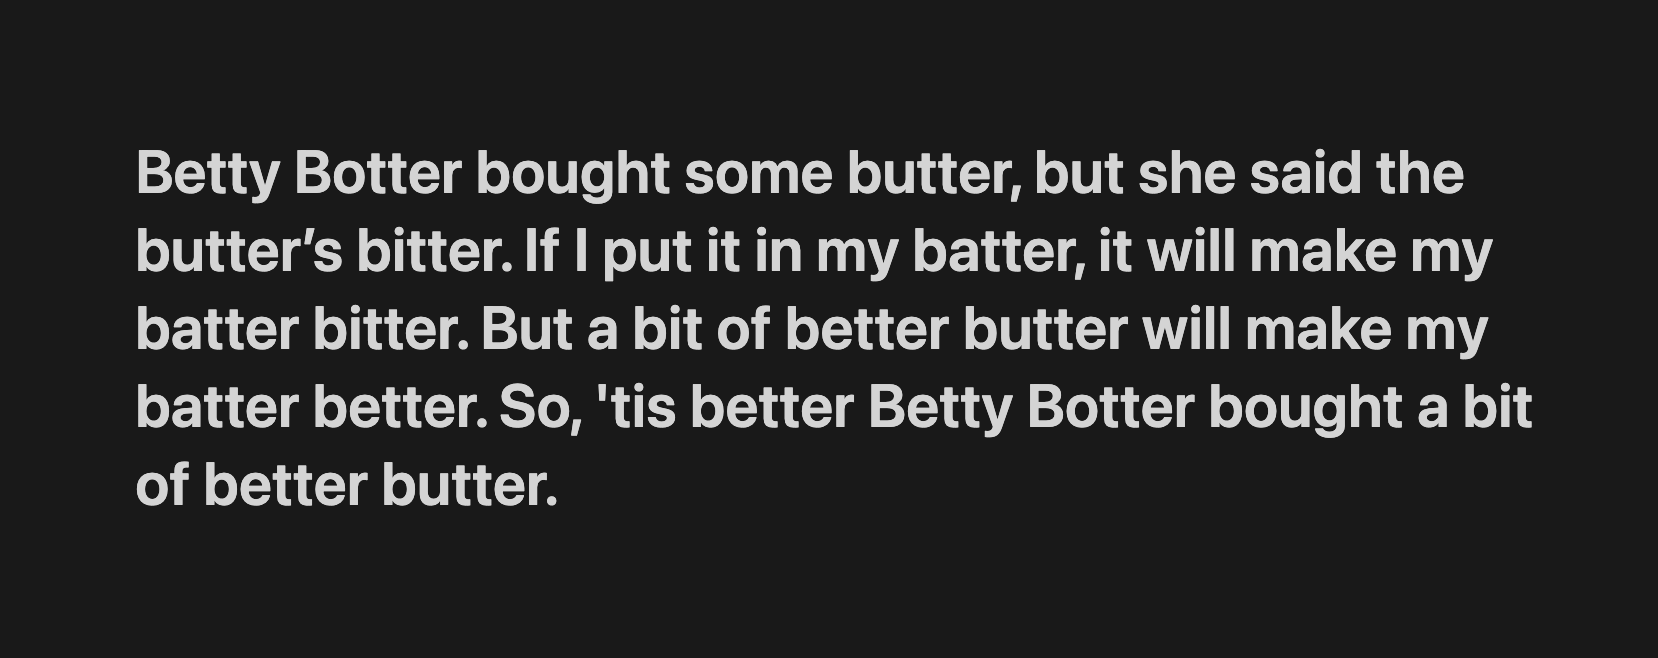 Betty Botter bought some butter, but she said the
butter’s bitter. If I put it in my batter, it will make my
batter bitter. But a bit of better butter will make my
batter better. So, 'tis better Betty Botter bought a bit
of better butter.